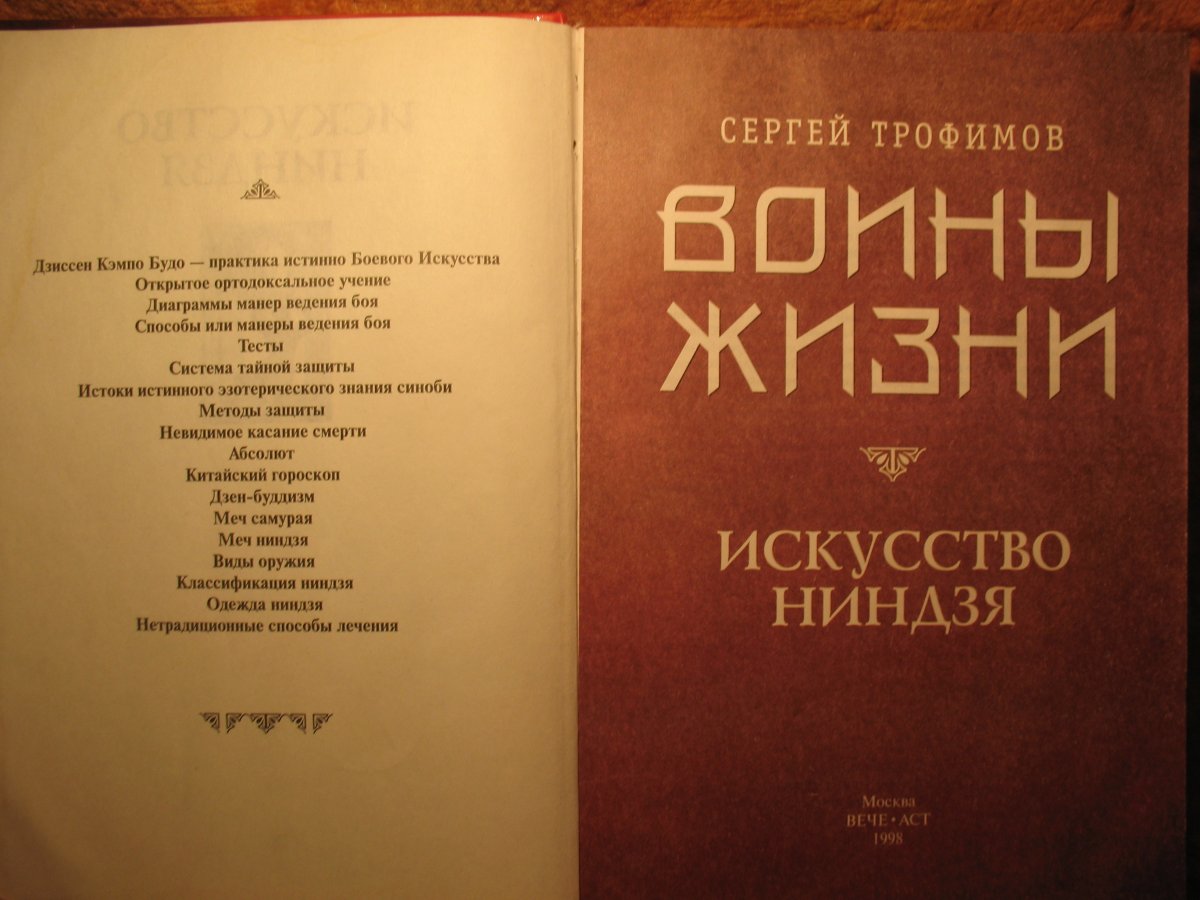 Дзиссен Кэмпо Будо — практика истинно Боевого Искусства
Открытое ортодоксальное учение
Диаграммы манер ведения боя
Способы или манеры ведения боя
Тесты
Система тайной защиты
Истоки истинного эзотерического знания синоби
Методы защиты
Невидимое касание смерти
Абсолют
Китайский гороскоп
Дзен-буддизм
Меч самурая
Меч ниндзя
Виды оружия
Классификация ниндзя
Одежда ниндзя
Нетрадиционные способы лечения
СЕРГЕЙ ТРОФИМОВ
ВОИНЫ
ЖИЗНИ
ИСКУССТВО
НИНДЗЯ
Москва
ВЕЧЕ • АСТ
1998